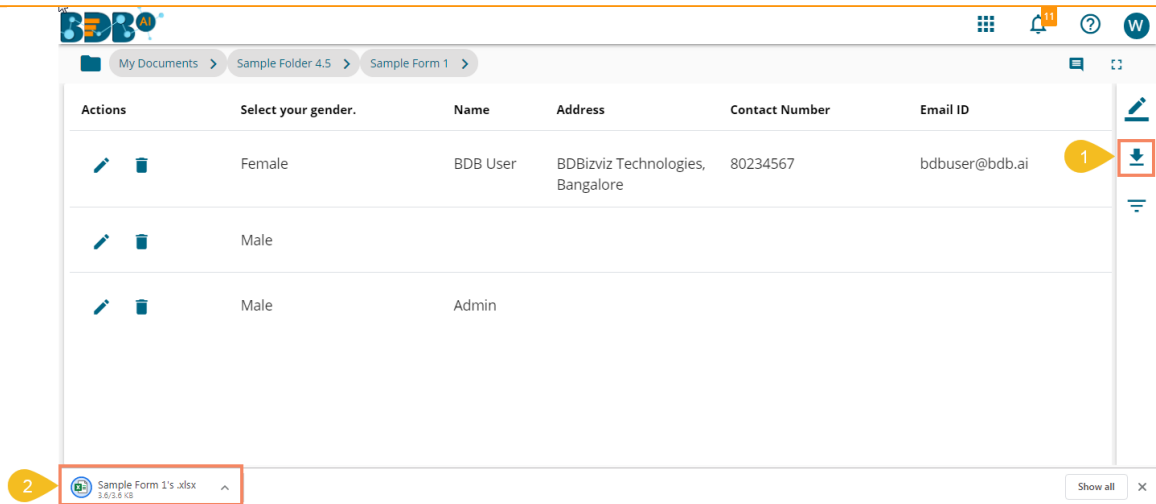 BDB AI
11
?
W
My Documents > Sample Folder 4.5 > Sample Form 1 >
Actions Select your gender. Name Address Contact Number Email ID
1
Female BDB User BDBizviz Technologies, 80234567 bdbuser@bdb.ai
Bangalore
Male
Male Admin
2
Sample Form 1's .xlsx
3.6/3.6 KB
Show all